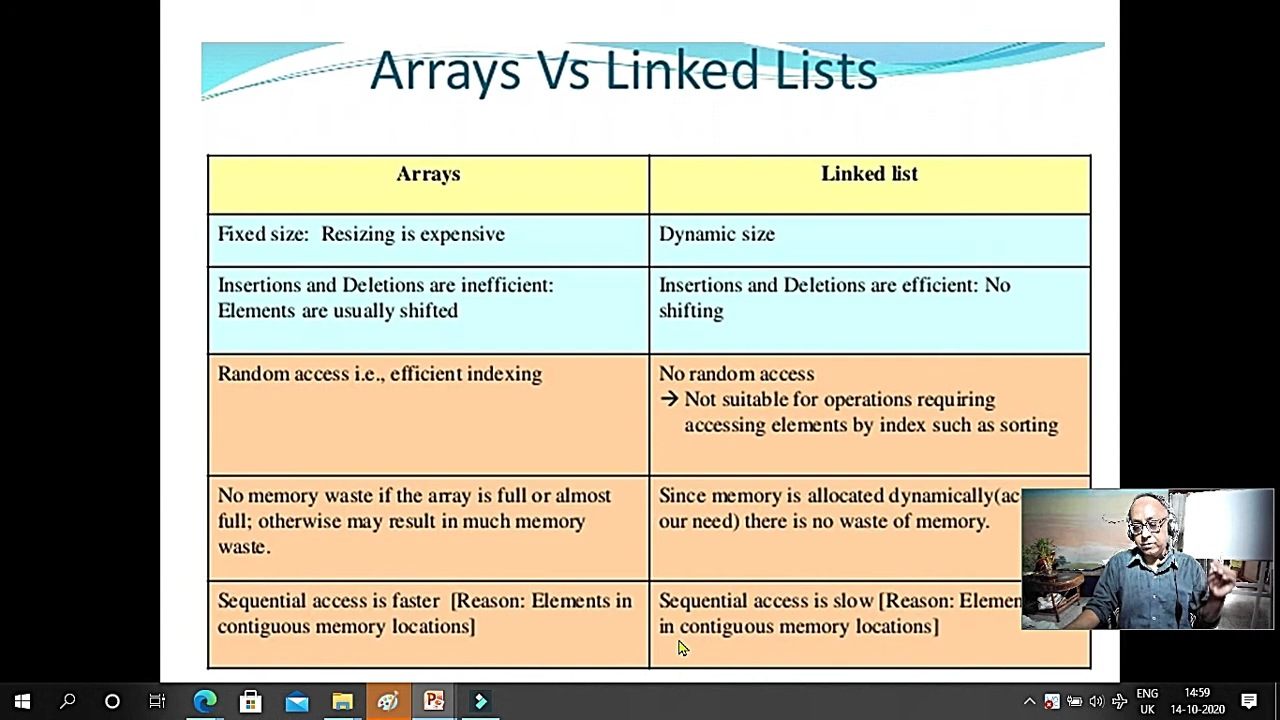 Arrays Vs Linked Lists
Arrays
Linked list
Fixed size: Resizing is expensive
Dynamic size
Insertions and Deletions are inefficient:
Elements are usually shifted
Insertions and Deletions are efficient: No
shifting
Random access i.e., efficient indexing
No random access
→ Not suitable for operations requiring
accessing elements by index such as sorting
No memory waste if the array is full or almost
full; otherwise may result in much memory
waste.
Since memory is allocated dynamically(ac
our need) there is no waste of memory.
Sequential access is faster [Reason: Elements in
contiguous memory locations]
Sequential access is slow [Reason: Elemen
in contiguous memory locations]
ENG
UK
14:59
14-10-2020